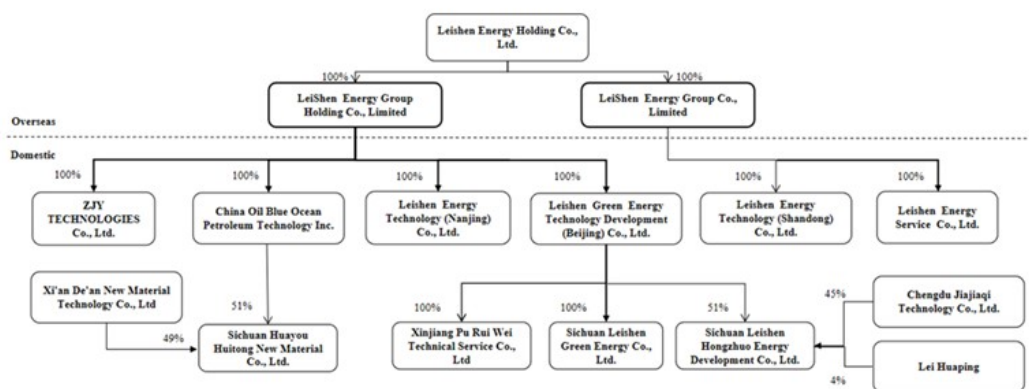 Leishen Energy Holding Co.,
Ltd.
100%
100%
LeiShen Energy Group
Holding Co., Limited
LeiShen Energy Group Co.,
Limited
Overseas
Domestic
100%
100%
100%
100%
100%
100%
ZJY
TECHNOLOGIES
Co., Ltd.
China Oil Blue Ocean
Petroleum Technology Inc.
Leishen Energy
Technology (Nanjing)
Co., Ltd.
Leishen Green Energy
Technology Development
(Beijing) Co., Ltd.
Leishen Energy
Technology (Shandong)
Co., Ltd.
Leishen Energy
Service Co., Ltd.
Xi'an De'an New Material
Technology Co., Ltd
51%
49%
Sichuan Huayou
Huitong New Material
Co., Ltd.
100%
100%
51%
Xinjiang Pu Rui Wei
Technical Service Co.,
Ltd
Sichuan Leishen
Green Energy Co.,
Ltd.
Sichuan Leishen
Hongzhuo Energy
Development Co., Ltd.
45%
Chengdu Jiajiaqi
Technology Co., Ltd.
4%
Lei Huaping